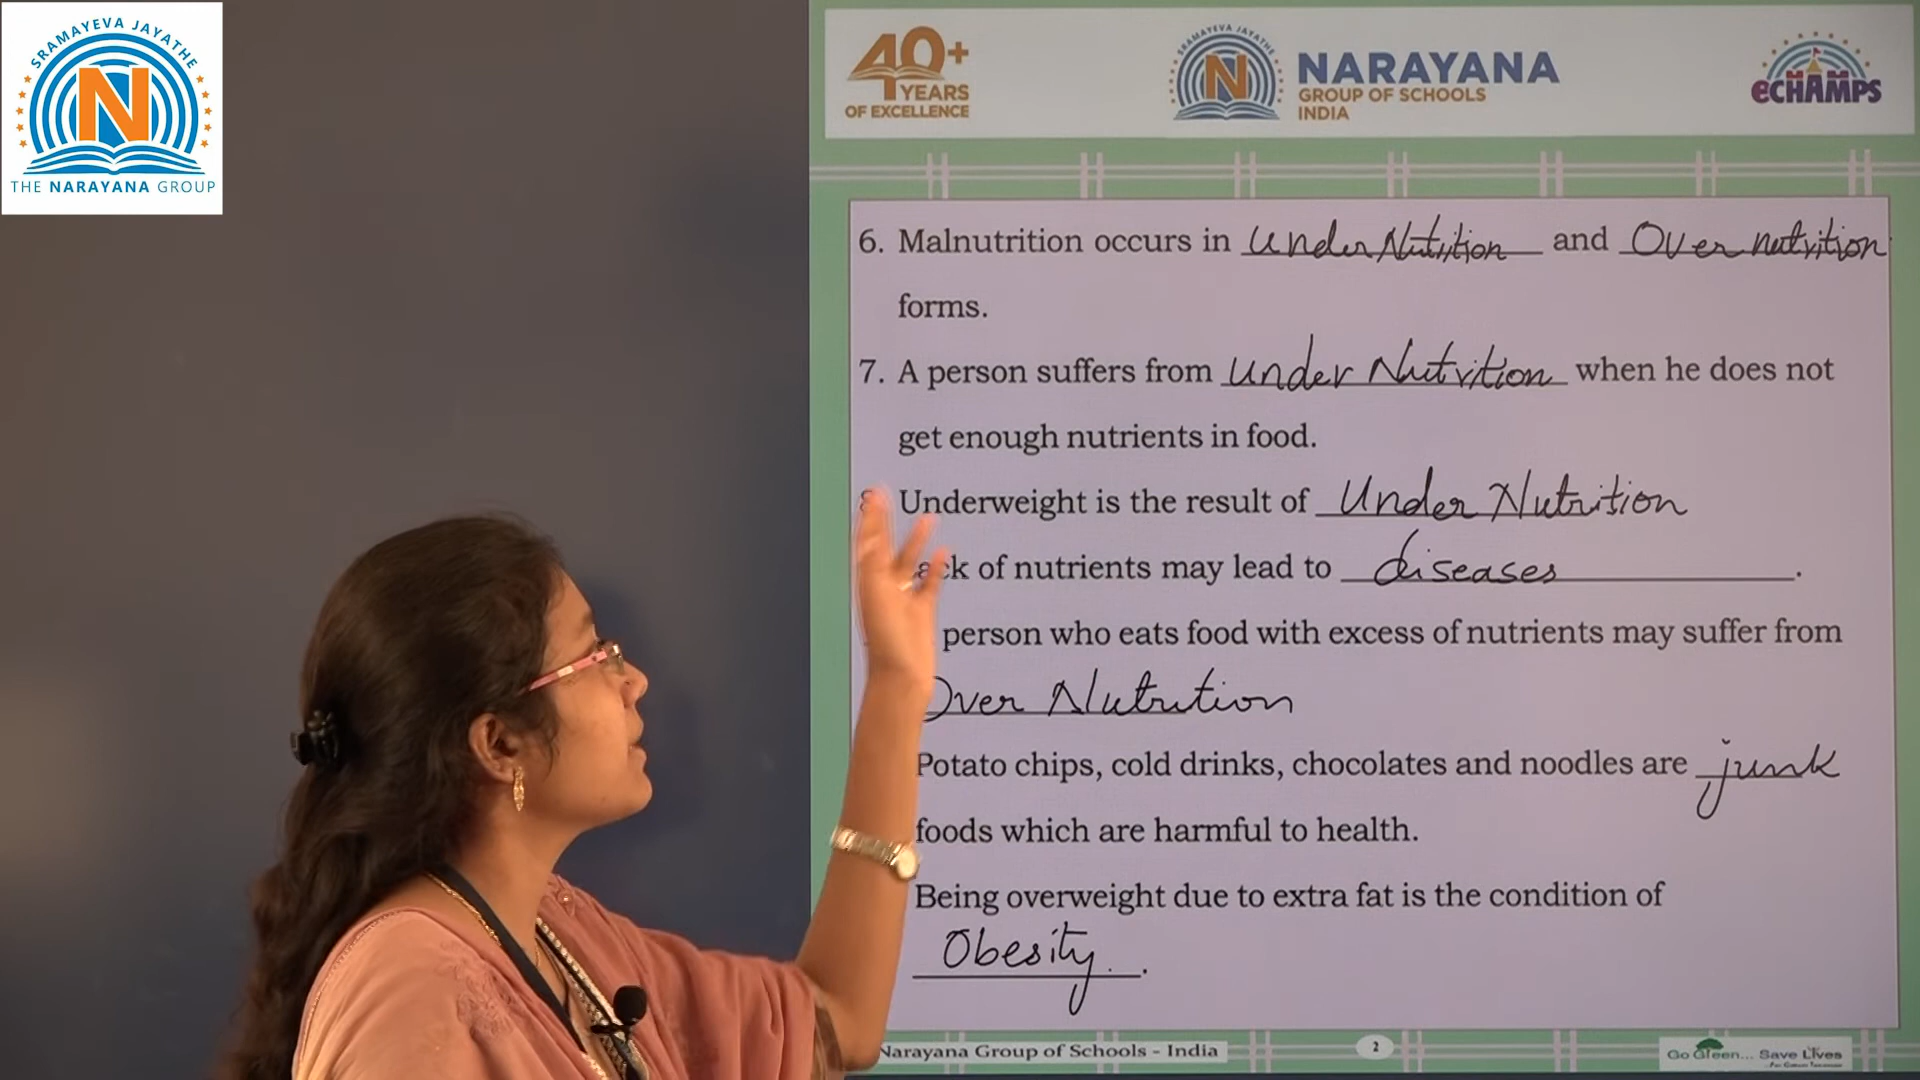 SRAMAYEVA JAYATHE
N
THE NARAYANA GROUP
40+
YEARS
OF EXCELLENCE
SRAMAYEVA JAYATHE
N
NARAYANA
GROUP OF SCHOOLS
INDIA
eCHAMPS
6. Malnutrition occurs in Under Nutrition and Over nutrition
forms.
7. A person suffers from Under Nutrition when he does not
get enough nutrients in food.
Underweight is the result of Under Nutrition
of nutrients may lead to diseases.
person who eats food with excess of nutrients may suffer from
Over Nutrition
Potato chips, cold drinks, chocolates and noodles are junk
foods which are harmful to health.
Being overweight due to extra fat is the condition of
Obesity.
Narayana Group of Schools - India
2
Go Green... Save Lives